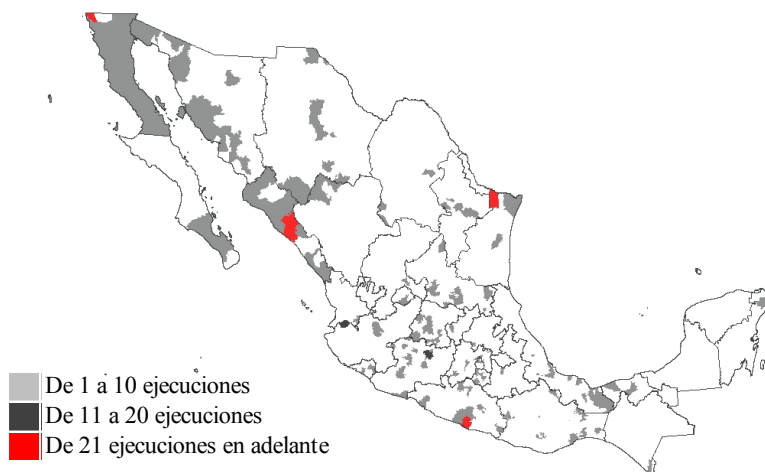 De 1 a 10 ejecuciones
De 11 a 20 ejecuciones
De 21 ejecuciones en adelante